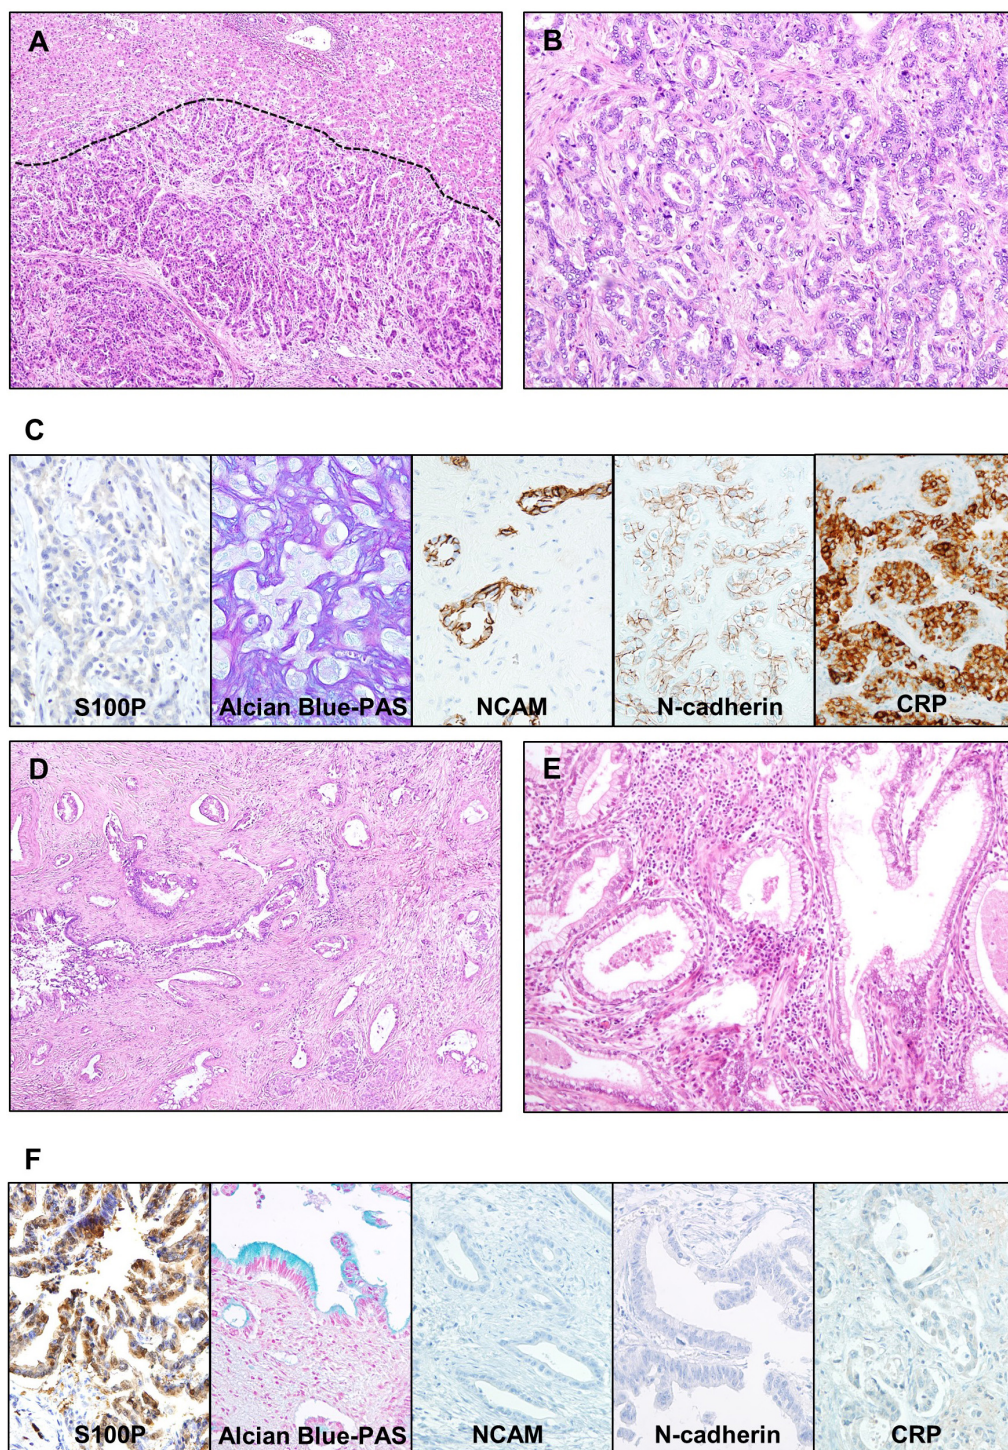 A B
C
S100P Alcian Blue-PAS NCAM N-cadherin CRP
D E
F
S100P Alcian Blue-PAS NCAM N-cadherin CRP